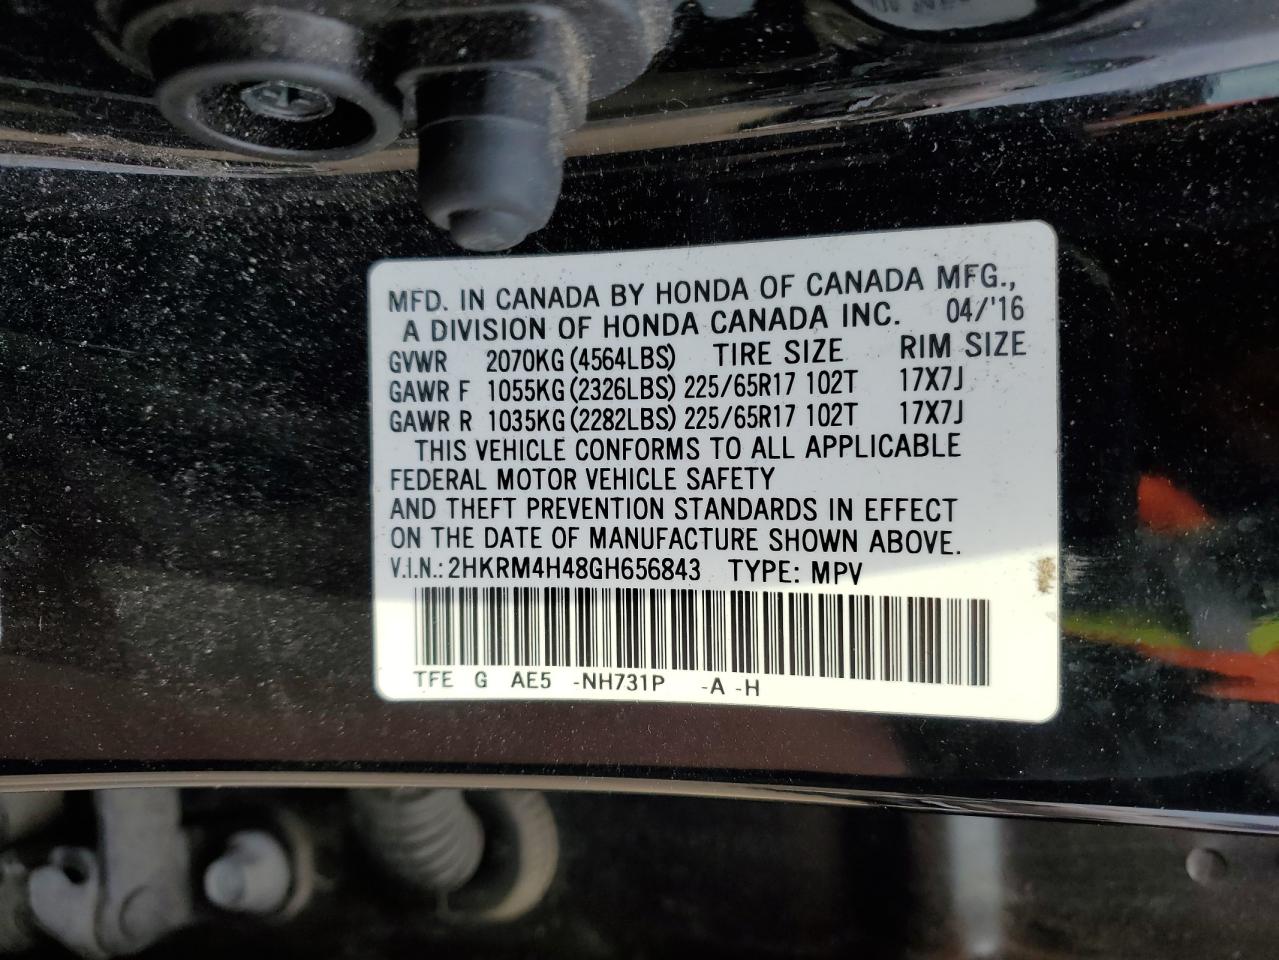 MFD. IN CANADA BY HONDA OF CANADA MFG.,
A DIVISION OF HONDA CANADA INC. 04/'16
GVWR 2070KG (4564LBS) TIRE SIZE RIM SIZE
GAWR F 1055KG (2326LBS) 225/65R17 102T 17X7J
GAWR R 1035KG (2282LBS) 225/65R17 102T 17X7J
THIS VEHICLE CONFORMS TO ALL APPLICABLE
FEDERAL MOTOR VEHICLE SAFETY
AND THEFT PREVENTION STANDARDS IN EFFECT
ON THE DATE OF MANUFACTURE SHOWN ABOVE.
V.I.N.: 2HKRM4H48GH656843 TYPE: MPV
TFE G AE5 -NH731P -A -H